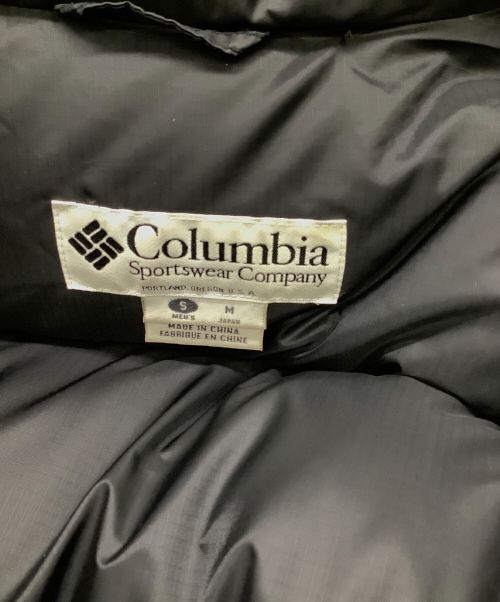 Columbia
Sportswear Company
PORTLAND, OREGON U.S.A.
S M
MEN'S JAPAN
MADE IN CHINA
FABRIQUE EN CHINE